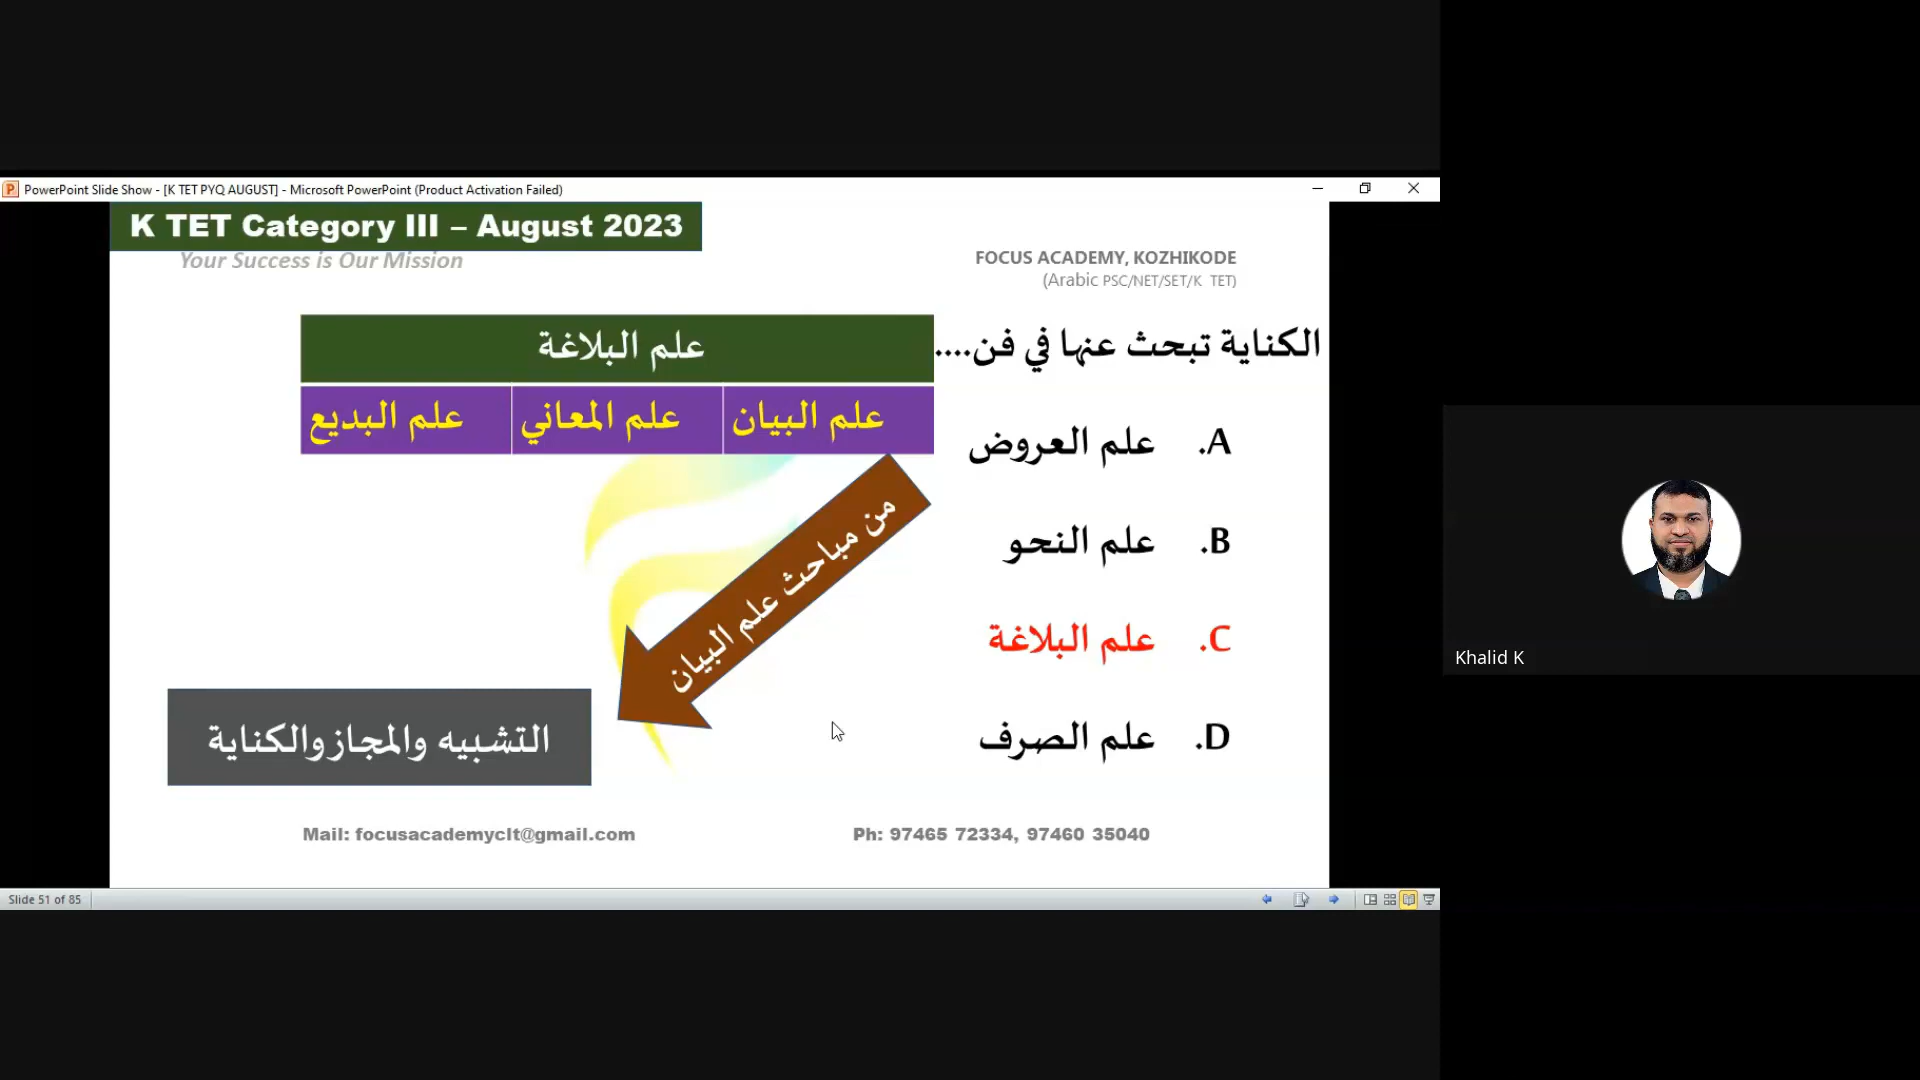 PowerPoint Slide Show - [K TET PYQ AUGUST] - Microsoft PowerPoint (Product Activation Failed)
K TET Category III – August 2023
Your Success is Our Mission
FOCUS ACADEMY, KOZHIKODE
(Arabic PSC/NET/SET/K TET)
الكناية تبحث عنها في فن....
A. علم العروض
B. علم النحو
C. علم البلاغة
D. علم الصرف
علم البلاغة
علم البيان علم المعاني علم البديع
من مباحث علم البيان
التشبيه والمجاز والكناية
Mail: focusacademyclt@gmail.com
Ph: 97465 72334, 97460 35040
Slide 51 of 85
Khalid K